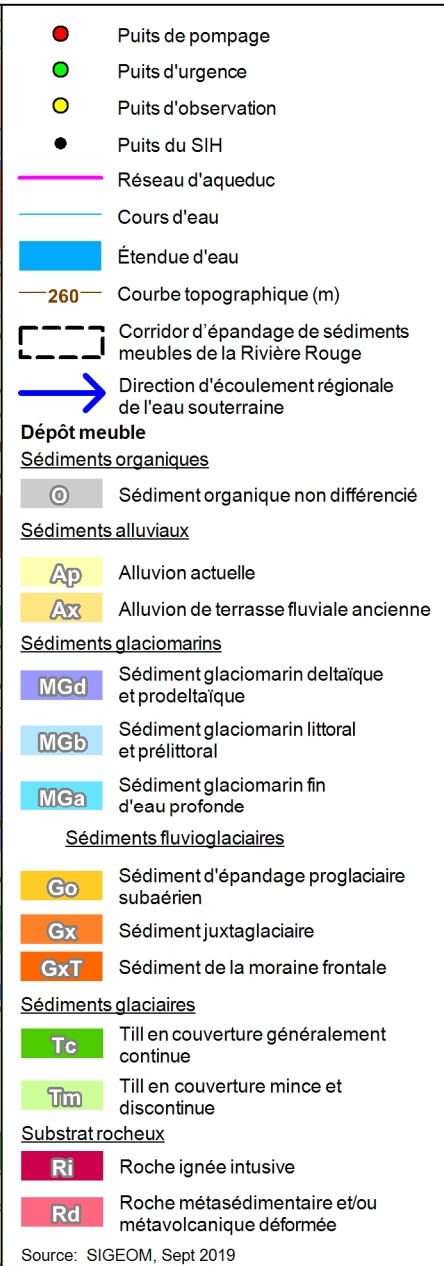 Puits de pompage
Puits d'urgence
Puits d'observation
Puits du SIH
Réseau d'aqueduc
Cours d'eau
Étendue d'eau
260 Courbe topographique (m)
Corridor d’épandage de sédiments
meubles de la Rivière Rouge
Direction d'écoulement régionale
de l'eau souterraine
Dépôt meuble
Sédiments organiques
O Sédiment organique non différencié
Sédiments alluviaux
Ap Alluvion actuelle
Ax Alluvion de terrasse fluviale ancienne
Sédiments glaciomarins
MGd Sédiment glaciomarin deltaïque
et prodeltaïque
MGb Sédiment glaciomarin littoral
et prélittoral
MGa Sédiment glaciomarin fin
d'eau profonde
Sédiments fluvioglaciaires
Go Sédiment d'épandage proglaciaire
subaérien
Gx Sédiment juxtaglaciaire
GxT Sédiment de la moraine frontale
Sédiments glaciaires
Tc Till en couverture généralement
continue
Tm Till en couverture mince et
discontinue
Substrat rocheux
Ri Roche ignée intusive
Rd Roche métasédimentaire et/ou
métavolcanique déformée
Source: SIGEOM, Sept 2019